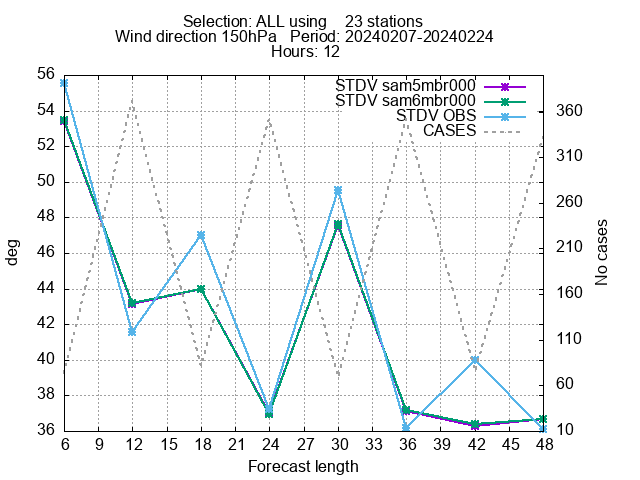 Selection: ALL using    23 stations
Wind direction 150hPa   Period: 20240207-20240224
Hours: 12
STDV sam5mbr000
STDV sam6mbr000
STDV OBS
CASES
56
54
52
50
48
46
44
42
40
38
36
deg
360
310
260
210
160
110
60
10
No cases
6 9 12 15 18 21 24 27 30 33 36 39 42 45 48
Forecast length